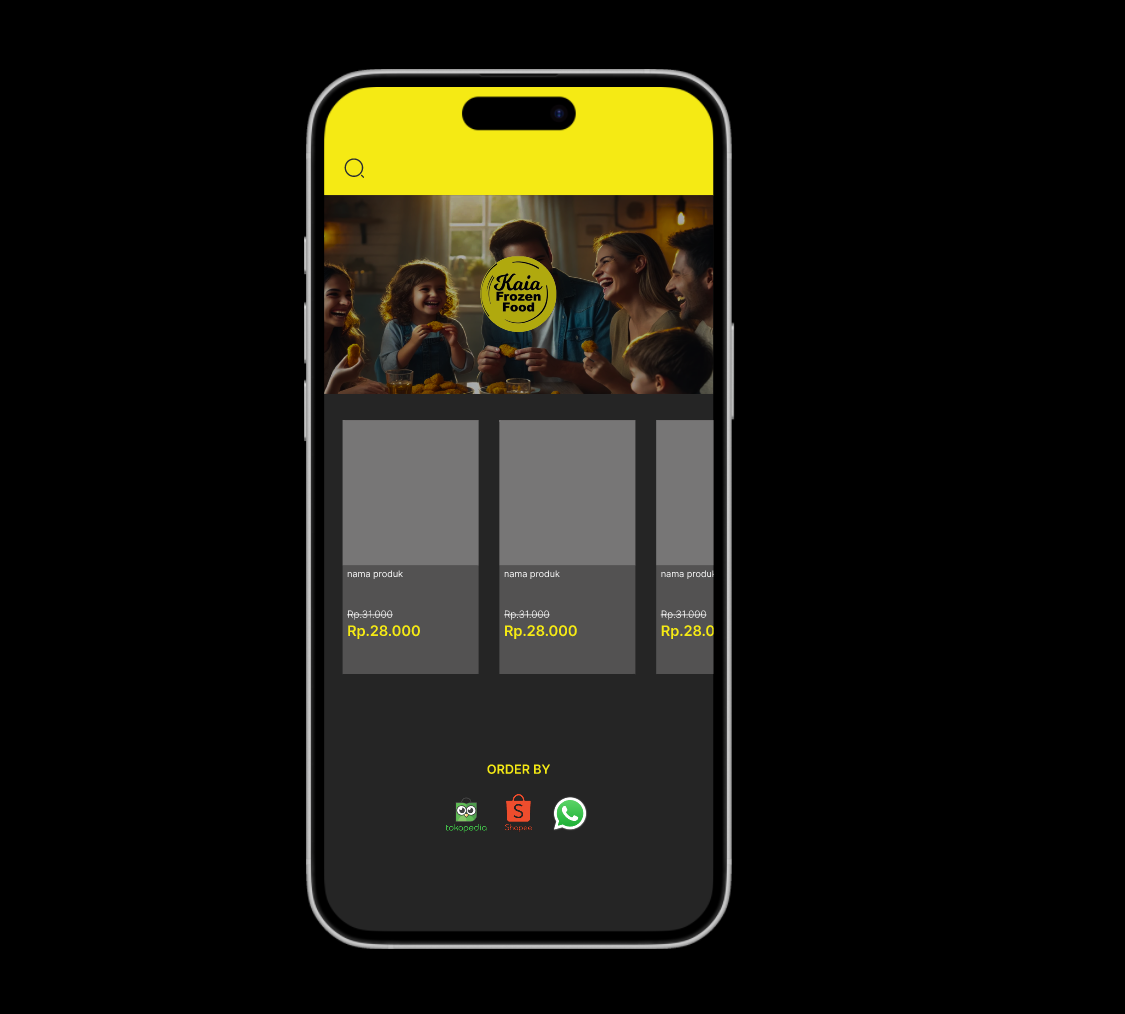 Kaia
Frozen
Food
nama produk
nama produk
nama produk
Rp.31.000
Rp.31.000
Rp.31.000
Rp.28.000
Rp.28.000
Rp.28.0
ORDER BY
tokopedia
Shopee